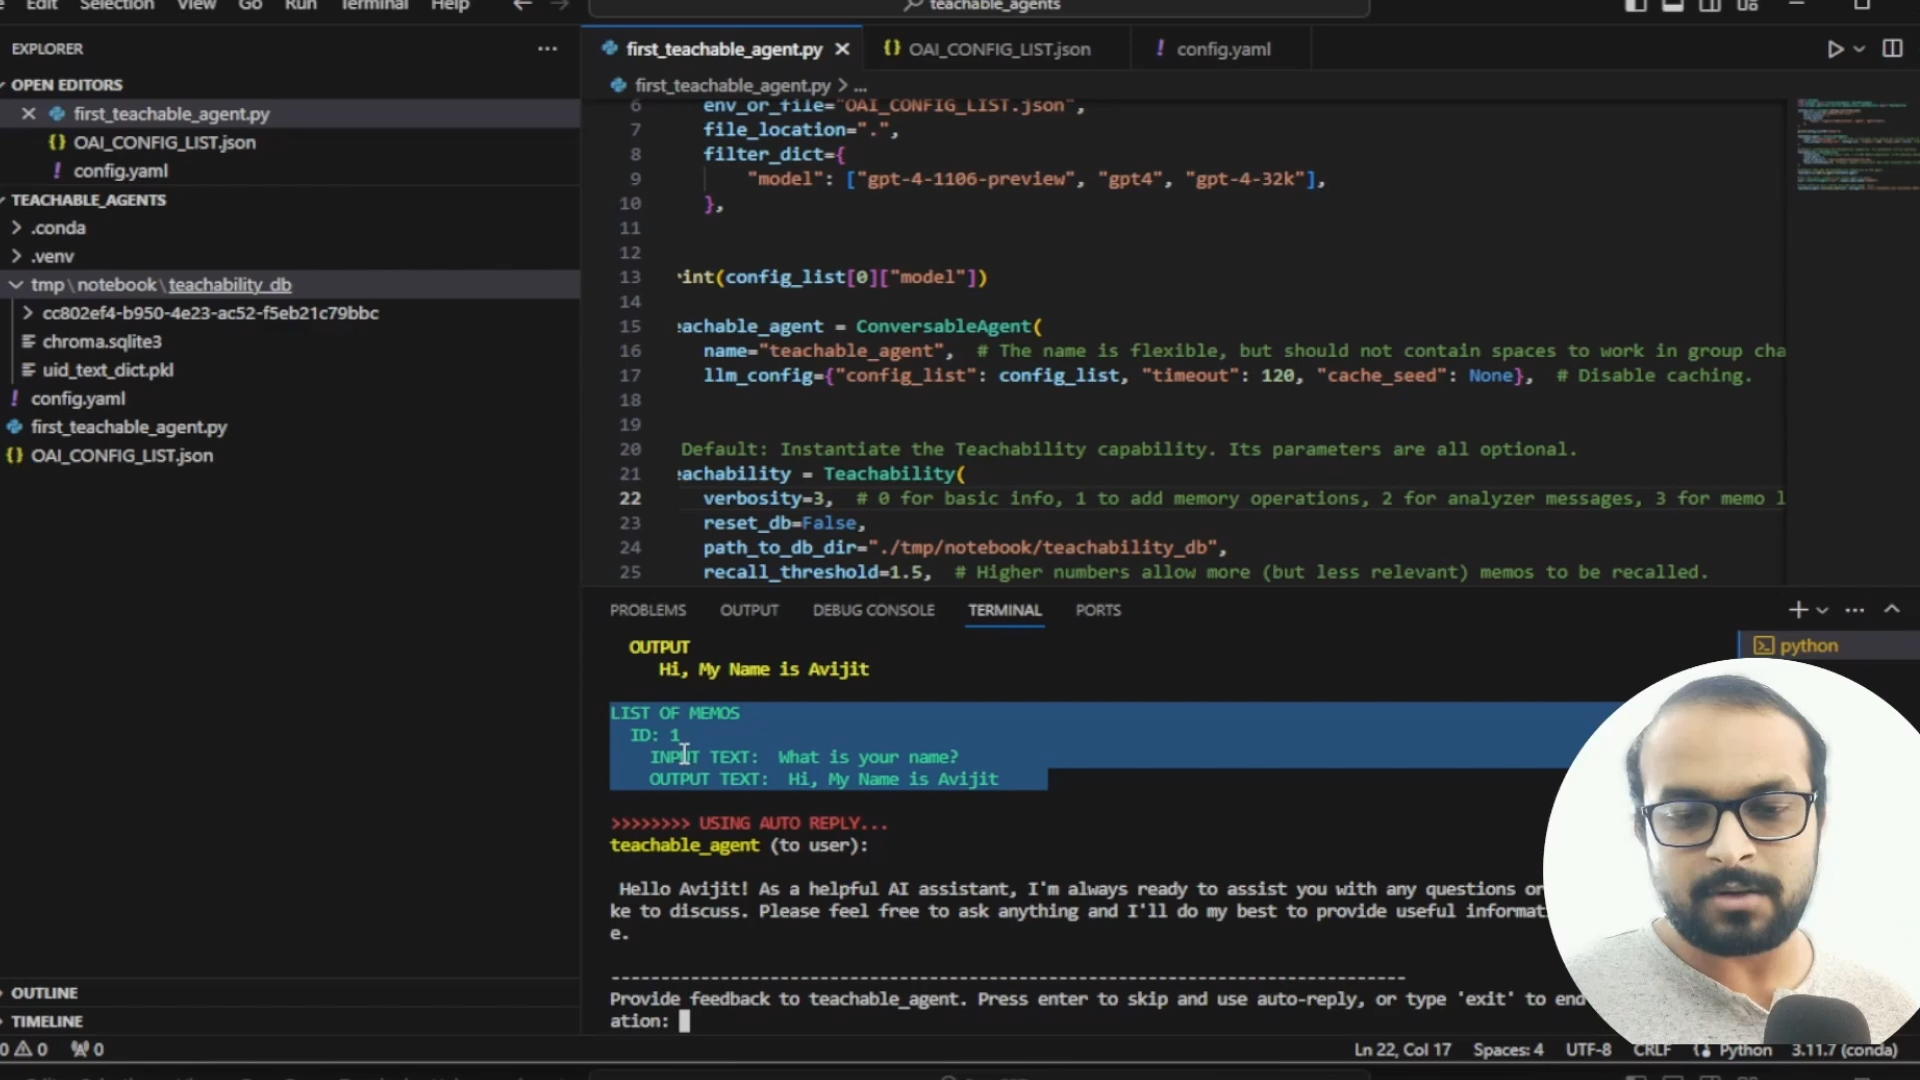 Edit Selection View Go Run Terminal Help
teachable_agents
EXPLORER
OPEN EDITORS
first_teachable_agent.py
OAI_CONFIG_LIST.json
config.yaml
TEACHABLE_AGENTS
.conda
.venv
tmp\notebook\teachability_db
cc802ef4-b950-4e23-ac52-f5eb21c79bbc
chroma.sqlite3
uid_text_dict.pkl
config.yaml
first_teachable_agent.py
OAI_CONFIG_LIST.json
OUTLINE
TIMELINE
first_teachable_agent.py
OAI_CONFIG_LIST.json
config.yaml
first_teachable_agent.py > ...
6 env_or_file="OAI_CONFIG_LIST.json",
7 file_location=".",
8 filter_dict={
9 "model": ["gpt-4-1106-preview", "gpt4", "gpt-4-32k"],
10 },
11
12
13 rint(config_list[0]["model"])
14
15 eachable_agent = ConversableAgent(
16 name="teachable_agent", # The name is flexible, but should not contain spaces to work in group cha
17 llm_config={"config_list": config_list, "timeout": 120, "cache_seed": None}, # Disable caching.
18
19
20 Default: Instantiate the Teachability capability. Its parameters are all optional.
21 eachability = Teachability(
22 verbosity=3, # 0 for basic info, 1 to add memory operations, 2 for analyzer messages, 3 for memo l
23 reset_db=False,
24 path_to_db_dir="./tmp/notebook/teachability_db",
25 recall_threshold=1.5, # Higher numbers allow more (but less relevant) memos to be recalled.
PROBLEMS OUTPUT DEBUG CONSOLE TERMINAL PORTS
python
OUTPUT
Hi, My Name is Avijit
LIST OF MEMOS
ID: 1
INPUT TEXT: What is your name?
OUTPUT TEXT: Hi, My Name is Avijit
>>>>>>>> USING AUTO REPLY...
teachable_agent (to user):
Hello Avijit! As a helpful AI assistant, I'm always ready to assist you with any questions or
ke to discuss. Please feel free to ask anything and I'll do my best to provide useful informat
e.
--------------------------------------------------------------------------------
Provide feedback to teachable_agent. Press enter to skip and use auto-reply, or type 'exit' to end
ation:
0 0 0
Ln 22, Col 17 Spaces: 4 UTF-8 CRLF Python 3.11.7 (conda)